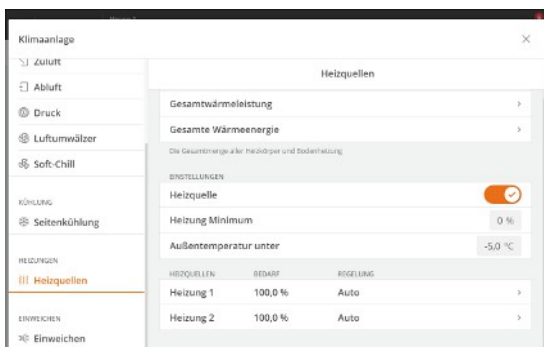 Klimaanlage
Zuluft
Abluft
Druck
Luftumwälzer
Soft-Chill
KÜHLUNG
Seitenkühlung
HEIZUNGEN
Heizquellen
EINWEICHEN
Einweichen
Heizquellen
Gesamtwärmeleistung
Gesamte Wärmeenergie
Die Gesamtmenge aller Heizkörper und Bodenheizung
EINSTELLUNGEN
Heizquelle
Heizung Minimum 0 %
Außentemperatur unter -5,0 °C
HEIZQUELLEN BEDARF REGELUNG
Heizung 1 100,0 % Auto
Heizung 2 100,0 % Auto